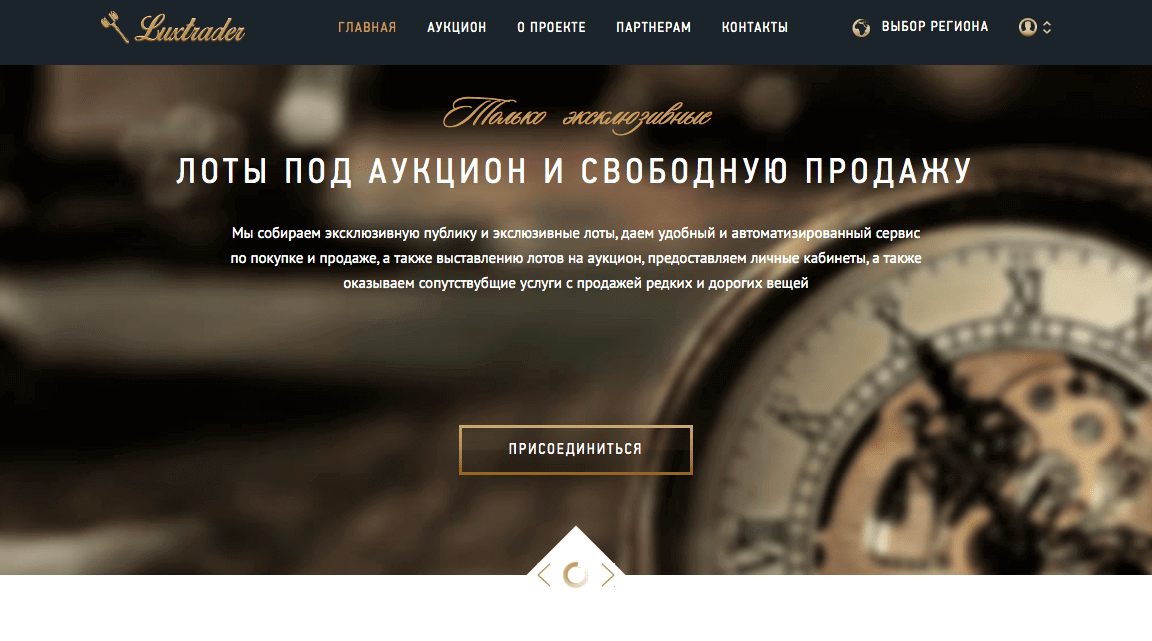 Luxtrader
ГЛАВНАЯ АУКЦИОН О ПРОЕКТЕ ПАРТНЕРАМ КОНТАКТЫ ВЫБОР РЕГИОНА
Только эксклюзивные
ЛОТЫ ПОД АУКЦИОН И СВОБОДНУЮ ПРОДАЖУ
Мы собираем эксклюзивную публику и экслюзивные лоты, даем удобный и автоматизированный сервис
по покупке и продаже, а также выставлению лотов на аукцион, предоставляем личные кабинеты, а также
оказываем сопутствубщие услуги с продажей редких и дорогих вещей
ПРИСОЕДИНИТЬСЯ